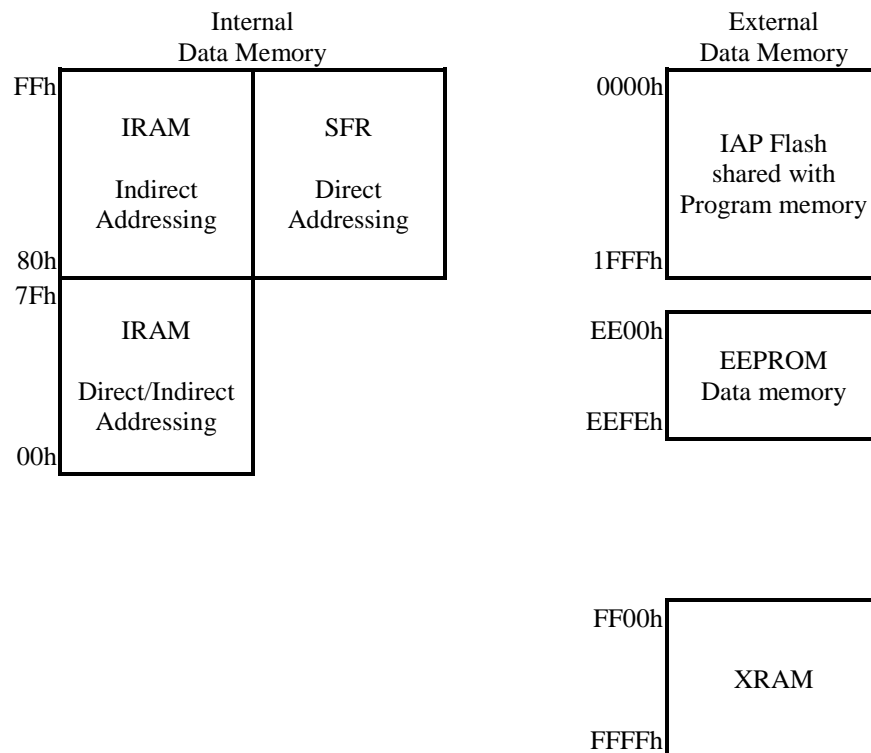 Internal
Data Memory
FFh
IRAM
Indirect
Addressing
SFR
Direct
Addressing
80h
7Fh
IRAM
Direct/Indirect
Addressing
00h
External
Data Memory
0000h
IAP Flash
shared with
Program memory
1FFFh
EE00h
EEPROM
Data memory
EEFEh
FF00h
XRAM
FFFFh